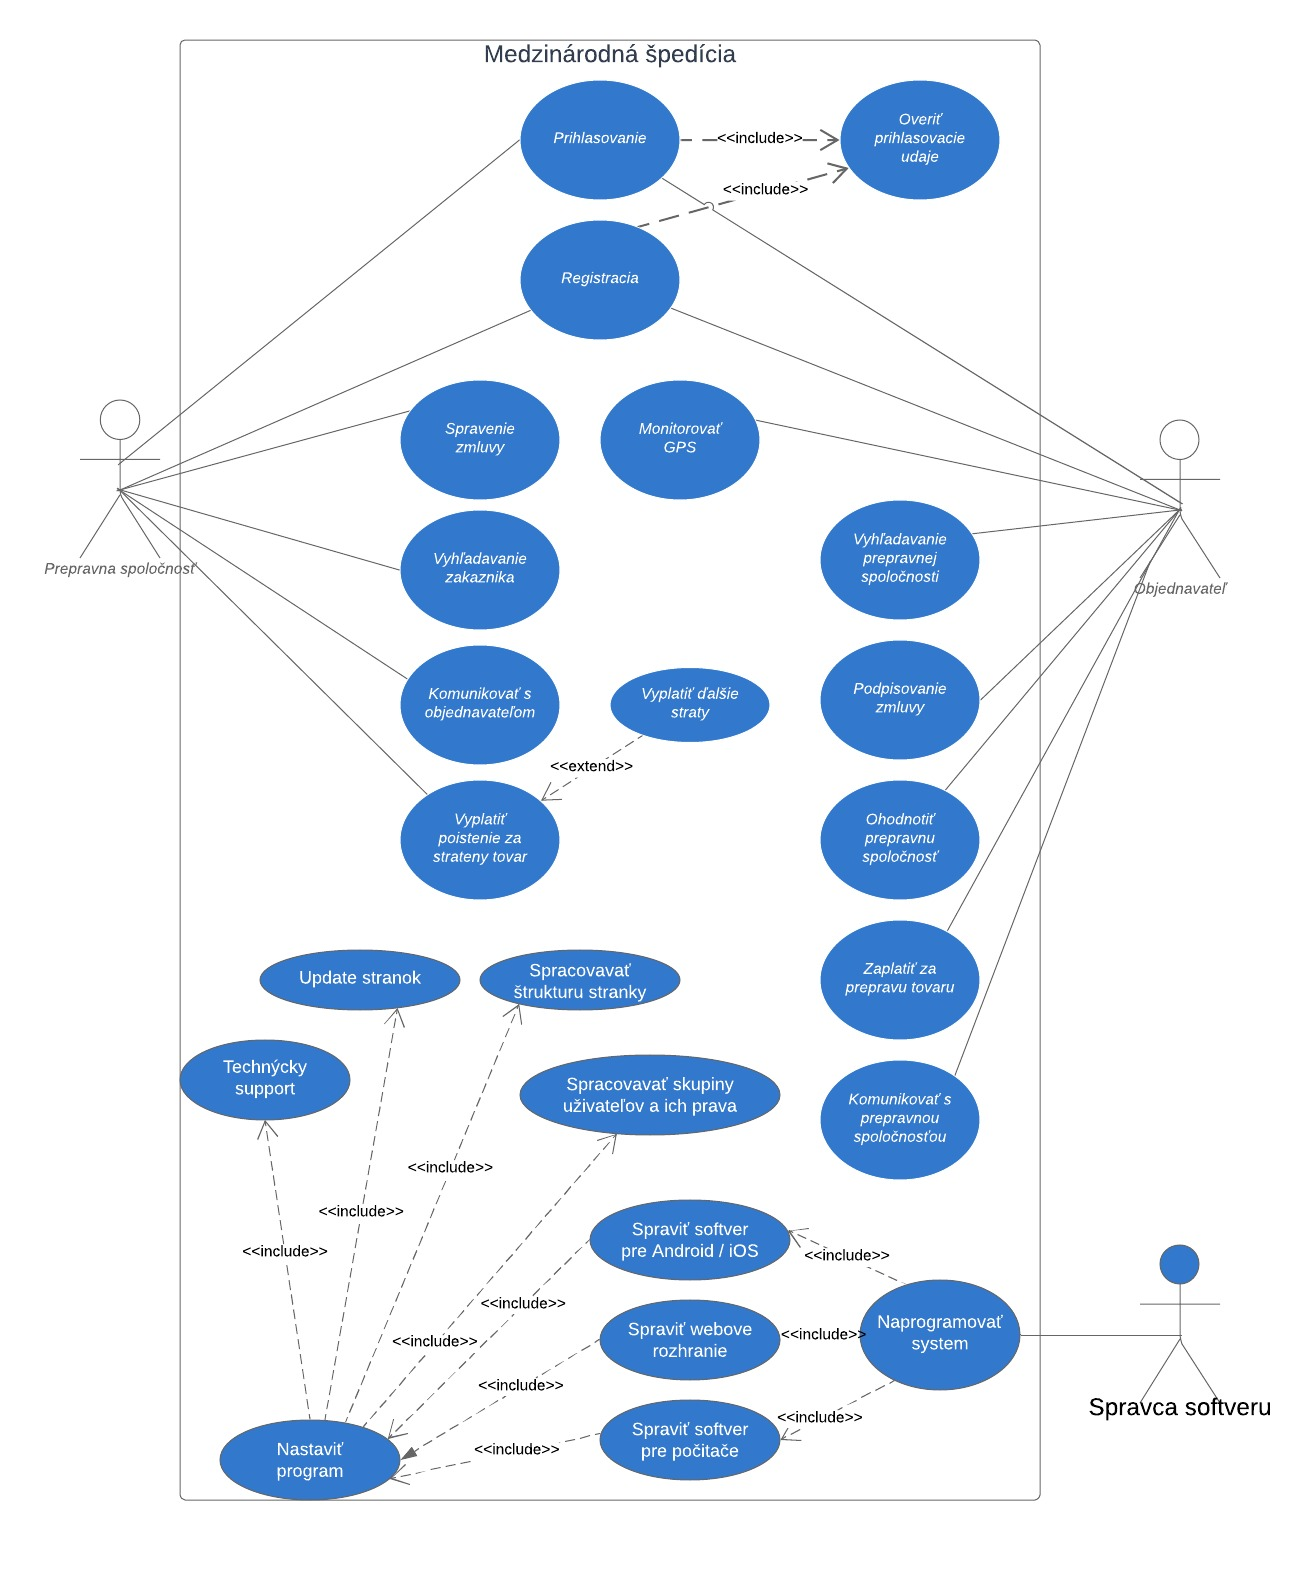 Medzinárodná špedícia
Prihlasovanie
<<include>>
Overiť
prihlasovacie
udaje
<<include>>
Registracia
Spravenie
zmluvy
Monitorovať
GPS
Prepravna spoločnosť
Vyhľadavanie
zakaznika
Vyhľadavanie
prepravnej
spoločnosti
Objednavateľ
Komunikovať s
objednavateľom
Vyplatiť ďalšie
straty
Podpisovanie
zmluvy
<<extend>>
Vyplatiť
poistenie za
strateny tovar
Ohodnotiť
prepravnu
spoločnosť
Update stranok
Spracovavať
štrukturu stranky
Zaplatiť za
prepravu tovaru
Technýcky
support
Spracovavať skupiny
uživateľov a ich prava
Komunikovať s
prepravnou
spoločnosťou
<<include>>
<<include>>
<<include>>
Spraviť softver
pre Android / iOS
<<include>>
<<include>>
<<include>>
Spraviť webove
rozhranie
<<include>>
Naprogramovať
system
<<include>>
Spravca softveru
<<include>>
Spraviť softver
pre počitače
<<include>>
Nastaviť
program